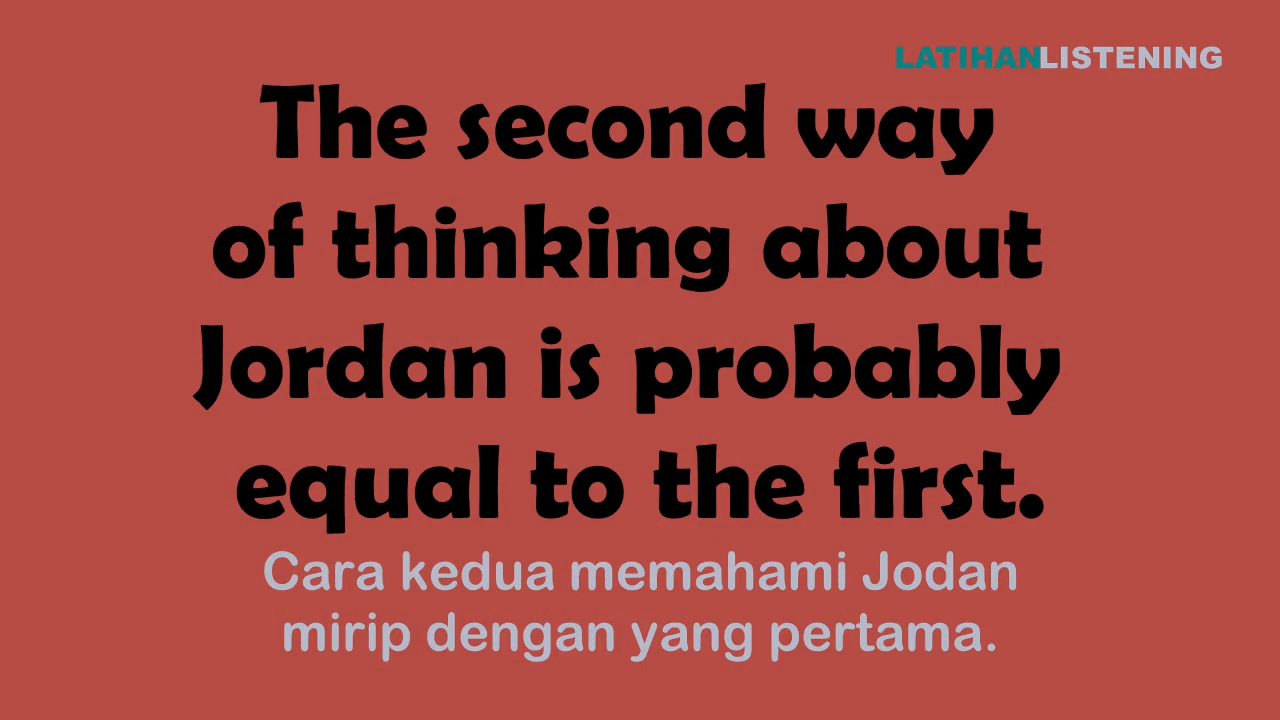 LATIHANLISTENING
The second way
of thinking about
Jordan is probably
equal to the first.
Cara kedua memahami Jodan
mirip dengan yang pertama.